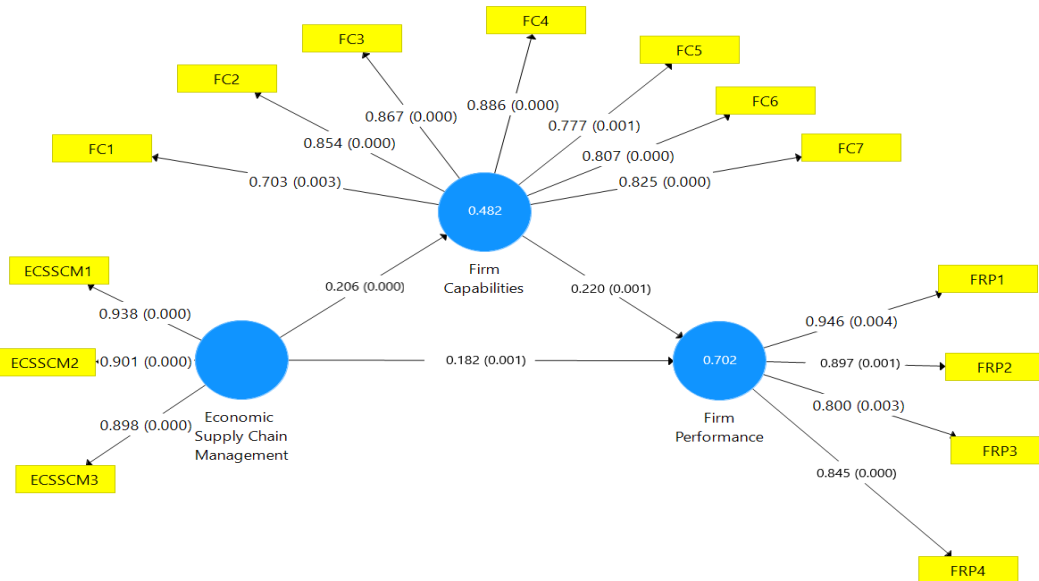 FC4
FC3
FC5
FC2
FC6
0.886 (0.000)
0.867 (0.000)
0.777 (0.001)
FC1
0.854 (0.000)
0.807 (0.000)
FC7
0.703 (0.003)
0.825 (0.000)
0.482
ECSSCM1
Firm
Capabilities
FRP1
0.206 (0.000)
0.220 (0.001)
0.938 (0.000)
0.946 (0.004)
ECSSCM2
0.901 (0.000)
0.182 (0.001)
0.702
0.897 (0.001)
FRP2
0.800 (0.003)
Economic
Supply Chain
Management
Firm
Performance
0.898 (0.000)
FRP3
ECSSCM3
0.845 (0.000)
FRP4